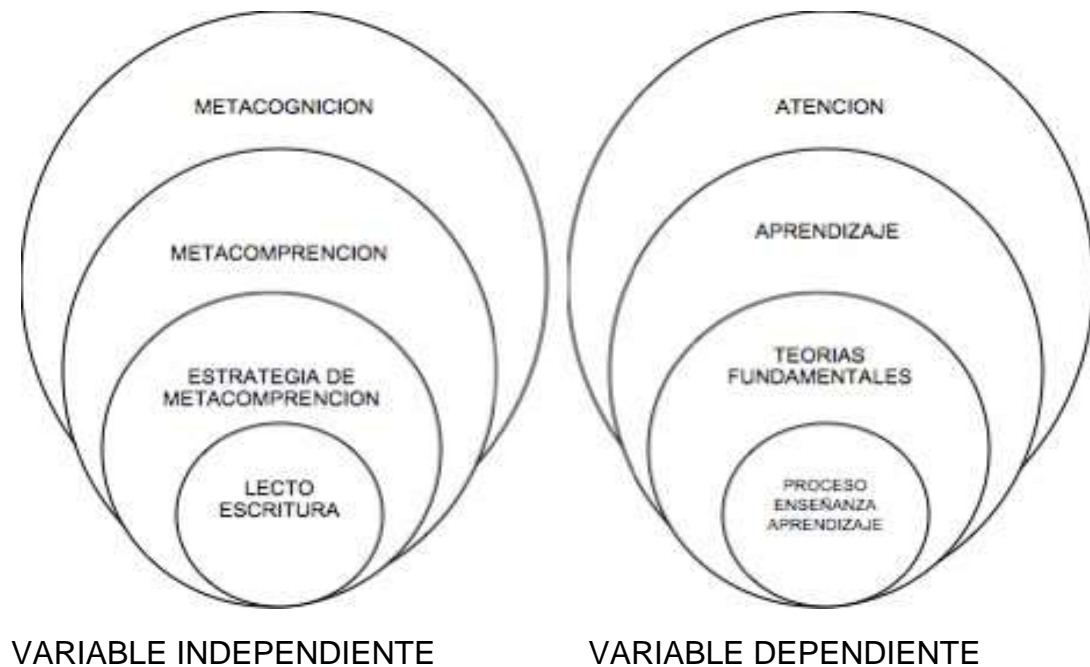 METACOGNICION
METACOMPRENCION
ESTRATEGIA DE
METACOMPRENCION
LECTO
ESCRITURA
VARIABLE INDEPENDIENTE
ATENCION
APRENDIZAJE
TEORIAS
FUNDAMENTALES
PROCESO
ENSEÑANZA
APRENDIZAJE
VARIABLE DEPENDIENTE